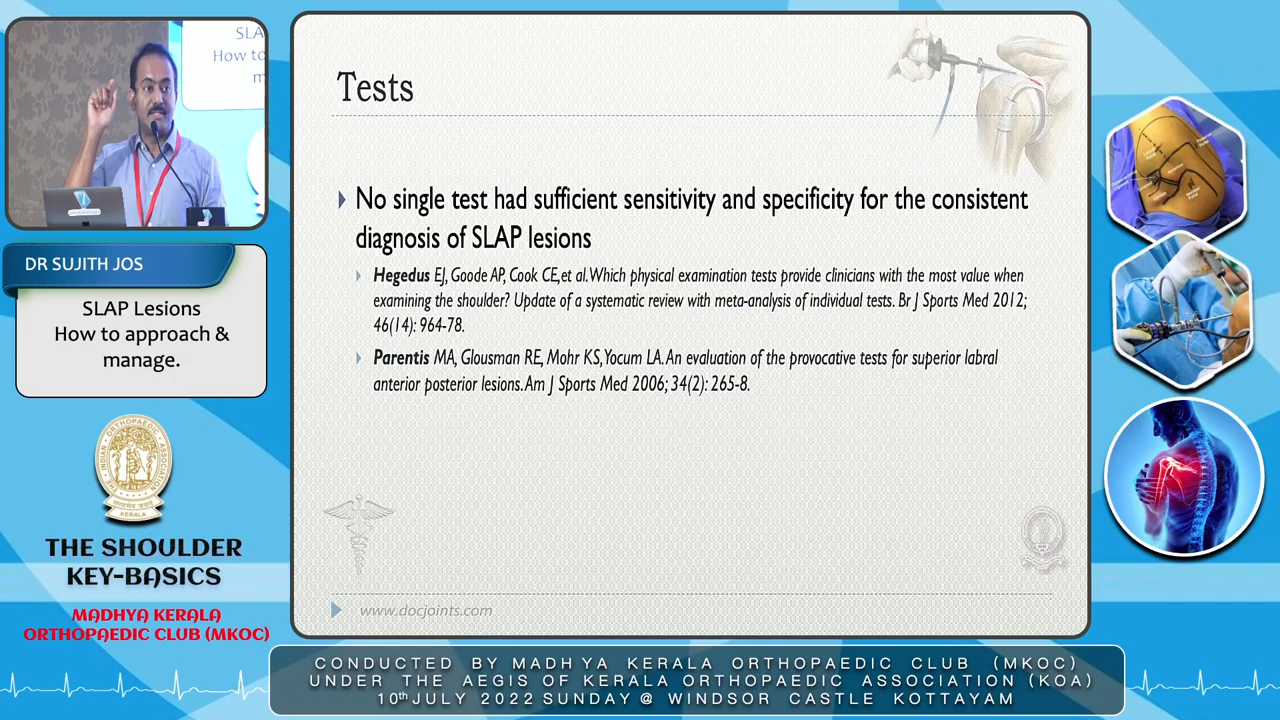 SLA
How to
m
DR SUJITH JOS
SLAP Lesions
How to approach &
manage.
THE SHOULDER
KEY-BASICS
MADHYA KERALA
ORTHOPAEDIC CLUB (MKOC)
Tests
No single test had sufficient sensitivity and specificity for the consistent
diagnosis of SLAP lesions
Hegedus EJ, Goode AP, Cook CE,et al.Which physical examination tests provide clinicians with the most value when
examining the shoulder? Update of a systematic review with meta-analysis of individual tests. Br J Sports Med 2012;
46(14): 964-78.
Parentis MA, Glousman RE, Mohr KS,Yocum LA.An evaluation of the provocative tests for superior labral
anterior posterior lesions.Am J Sports Med 2006; 34(2): 265-8.
www.docjoints.com
CONDUCTED BY MADHYA KERALA ORTHOPAEDIC CLUB (MKOC)
UNDER THE AEGIS OF KERALA ORTHOPAEDIC ASSOCIATION (KOA)
10th JULY 2022 SUNDAY @ WINDSOR CASTLE KOTTAYAM